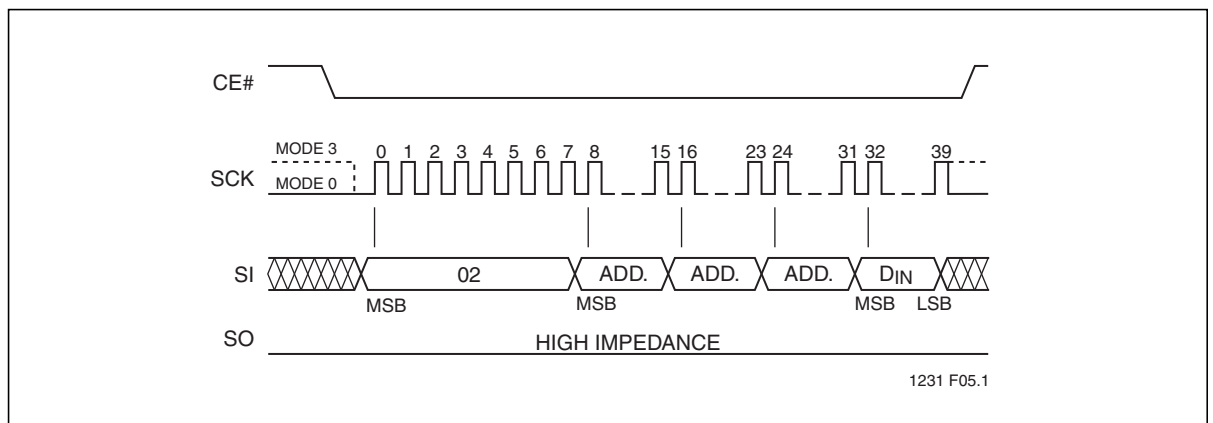 CE#
MODE 3
0 1 2 3 4 5 6 7 8 15 16 23 24 31 32 39
SCK
MODE 0
SI
02 ADD. ADD. ADD. DIN
MSB MSB MSB LSB
SO
HIGH IMPEDANCE
1231 F05.1